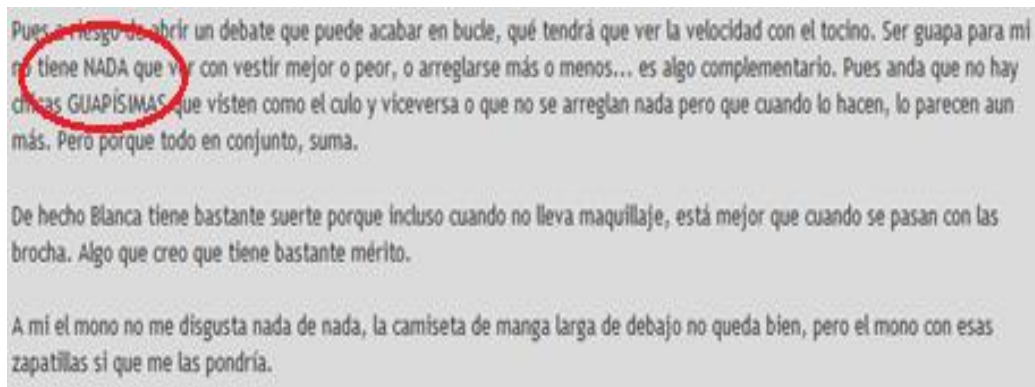 Pues a riesgo de abrir un debate que puede acabar en bucle, qué tendrá que ver la velocidad con el tocino. Ser guapa para mi
no tiene NADA que ver con vestir mejor o peor, o arreglarse más o menos... es algo complementario. Pues anda que no hay
chicas GUAPÍSIMAS que visten como el culo y viceversa o que no se arreglan nada pero que cuando lo hacen, lo parecen aun
más. Pero porque todo en conjunto, suma.
De hecho Blanca tiene bastante suerte porque incluso cuando no lleva maquillaje, está mejor que cuando se pasan con las
brocha. Algo que creo que tiene bastante mérito.
A mi el mono no me disgusta nada de nada, la camiseta de manga larga de debajo no queda bien, pero el mono con esas
zapatillas si que me las pondría.